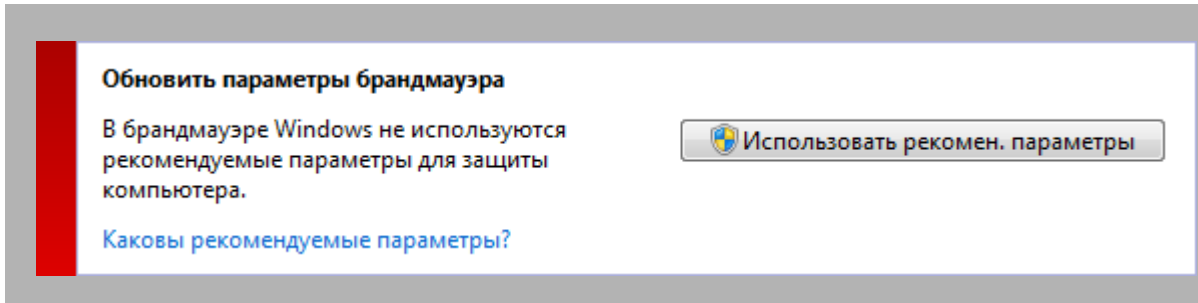 Обновить параметры брандмауэра
В брандмауэре Windows не используются
рекомендуемые параметры для защиты
компьютера.
Использовать рекомен. параметры
Каковы рекомендуемые параметры?